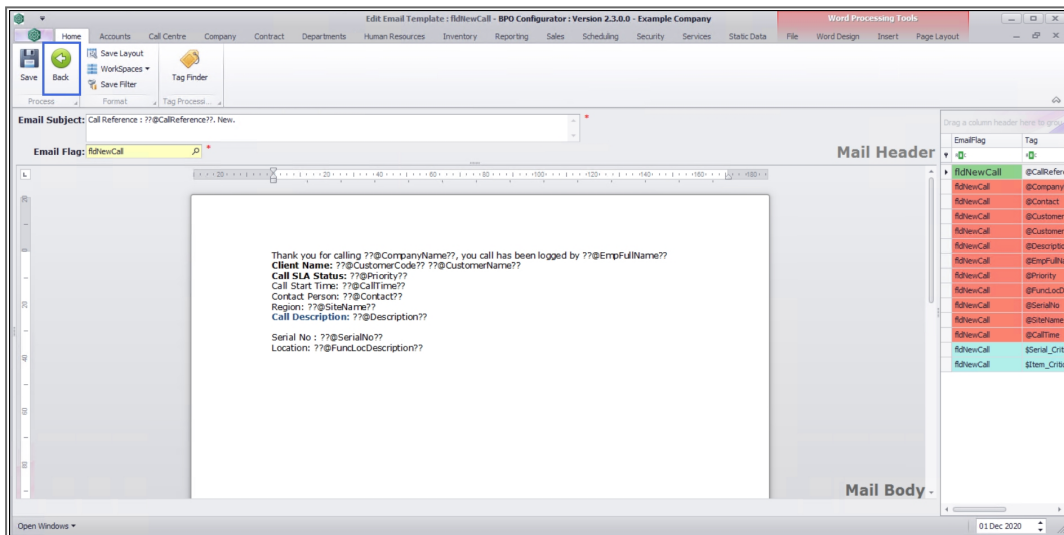 Edit Email Template : fldNewCall - BPO Configurator : Version 2.3.0.0 - Example Company
Word Processing Tools
Home Accounts Call Centre Company Contract Departments Human Resources Inventory Reporting Sales Scheduling Security Services Static Data File Word Design Insert Page Layout
Save
Back
Save Layout
WorkSpaces
Save Filter
Tag Finder
Process
Format
Tag Processi...
Email Subject: Call Reference : ??@CallReference??. New.
*
Email Flag: fldNewCall
*
Mail Header
Drag a column header here to grou
EmailFlag Tag
fldNewCall @CallRefere
fldNewCall @Company
fldNewCall @Contact
fldNewCall @Customer
fldNewCall @Customer
fldNewCall @Descriptio
fldNewCall @EmpFullNa
fldNewCall @Priority
fldNewCall @FuncLocD
fldNewCall @SerialNo
fldNewCall @SiteName
fldNewCall @CallTime
fldNewCall $Serial_Crit
fldNewCall $Item_Critic
Thank you for calling ??@CompanyName??, you call has been logged by ??@EmpFullName??
Client Name: ??@CustomerCode?? ??@CustomerName??
Call SLA Status: ??@Priority??
Call Start Time: ??@CallTime??
Contact Person: ??@Contact??
Region: ??@SiteName??
Call Description: ??@Description??
Serial No : ??@SerialNo??
Location: ??@FuncLocDescription??
Mail Body
Open Windows
01 Dec 2020